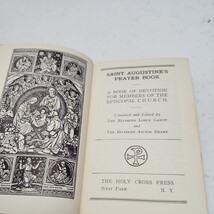 SAINT AUGUSTINE'S
PRAYER BOOK
A BOOK OF DEVOTION
FOR MEMBERS OF THE
EPISCOPAL CHURCH
Compiled and Edited by
THE REVEREND LORING GAVITT
and
THE REVEREND ARCHIE DRAKE
THE HOLY CROSS PRESS
WEST PARK N. Y.